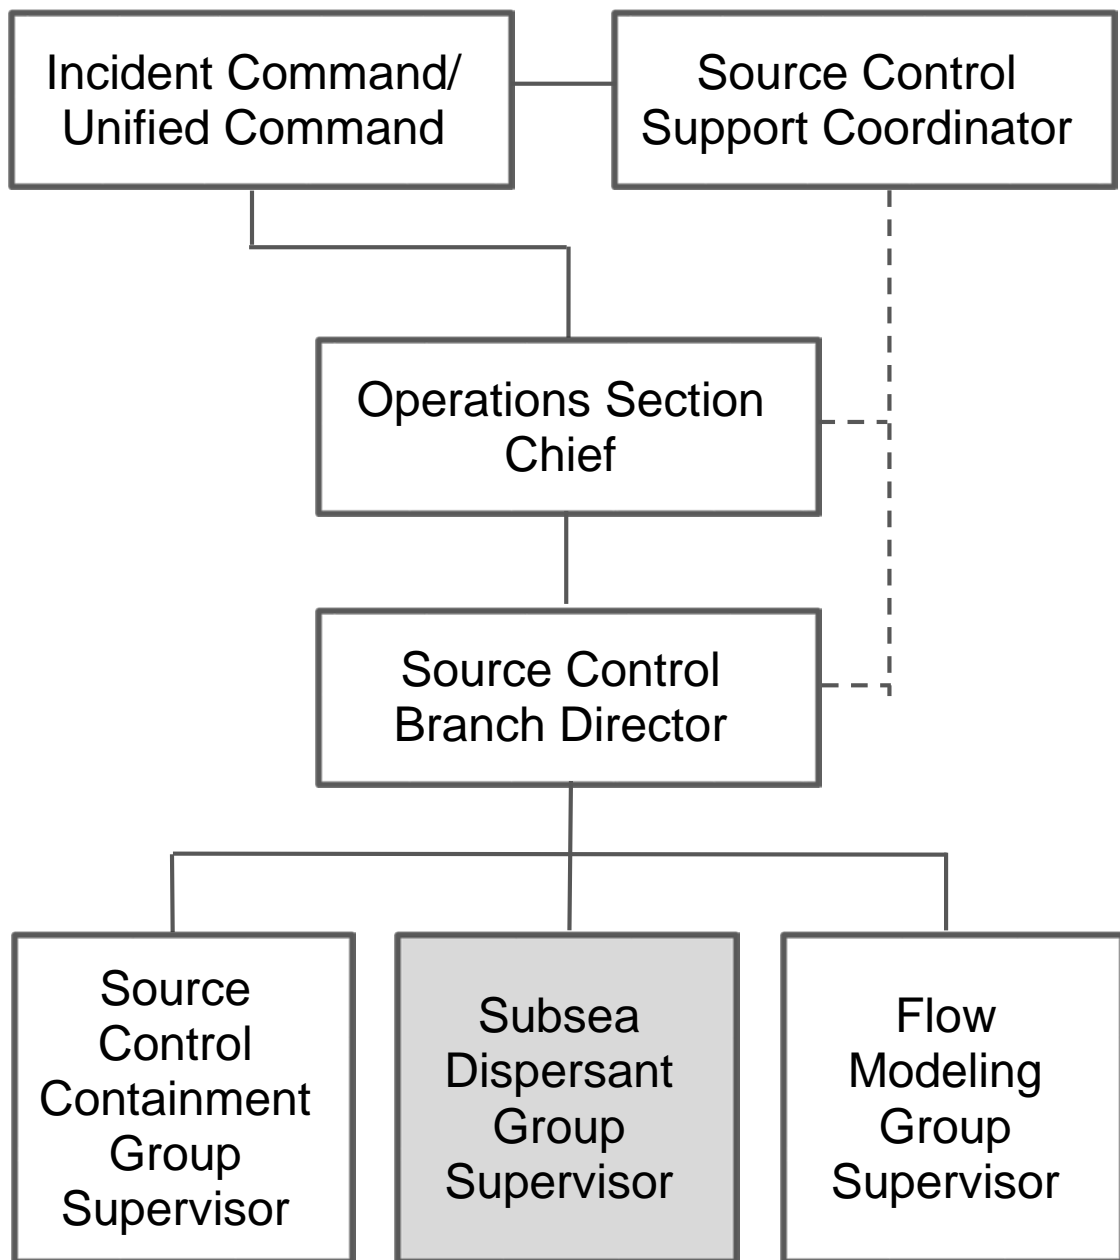 Incident Command/
Unified Command
Source Control
Support Coordinator
Operations Section
Chief
Source Control
Branch Director
Source
Control
Containment
Group
Supervisor
Subsea
Dispersant
Group
Supervisor
Flow
Modeling
Group
Supervisor